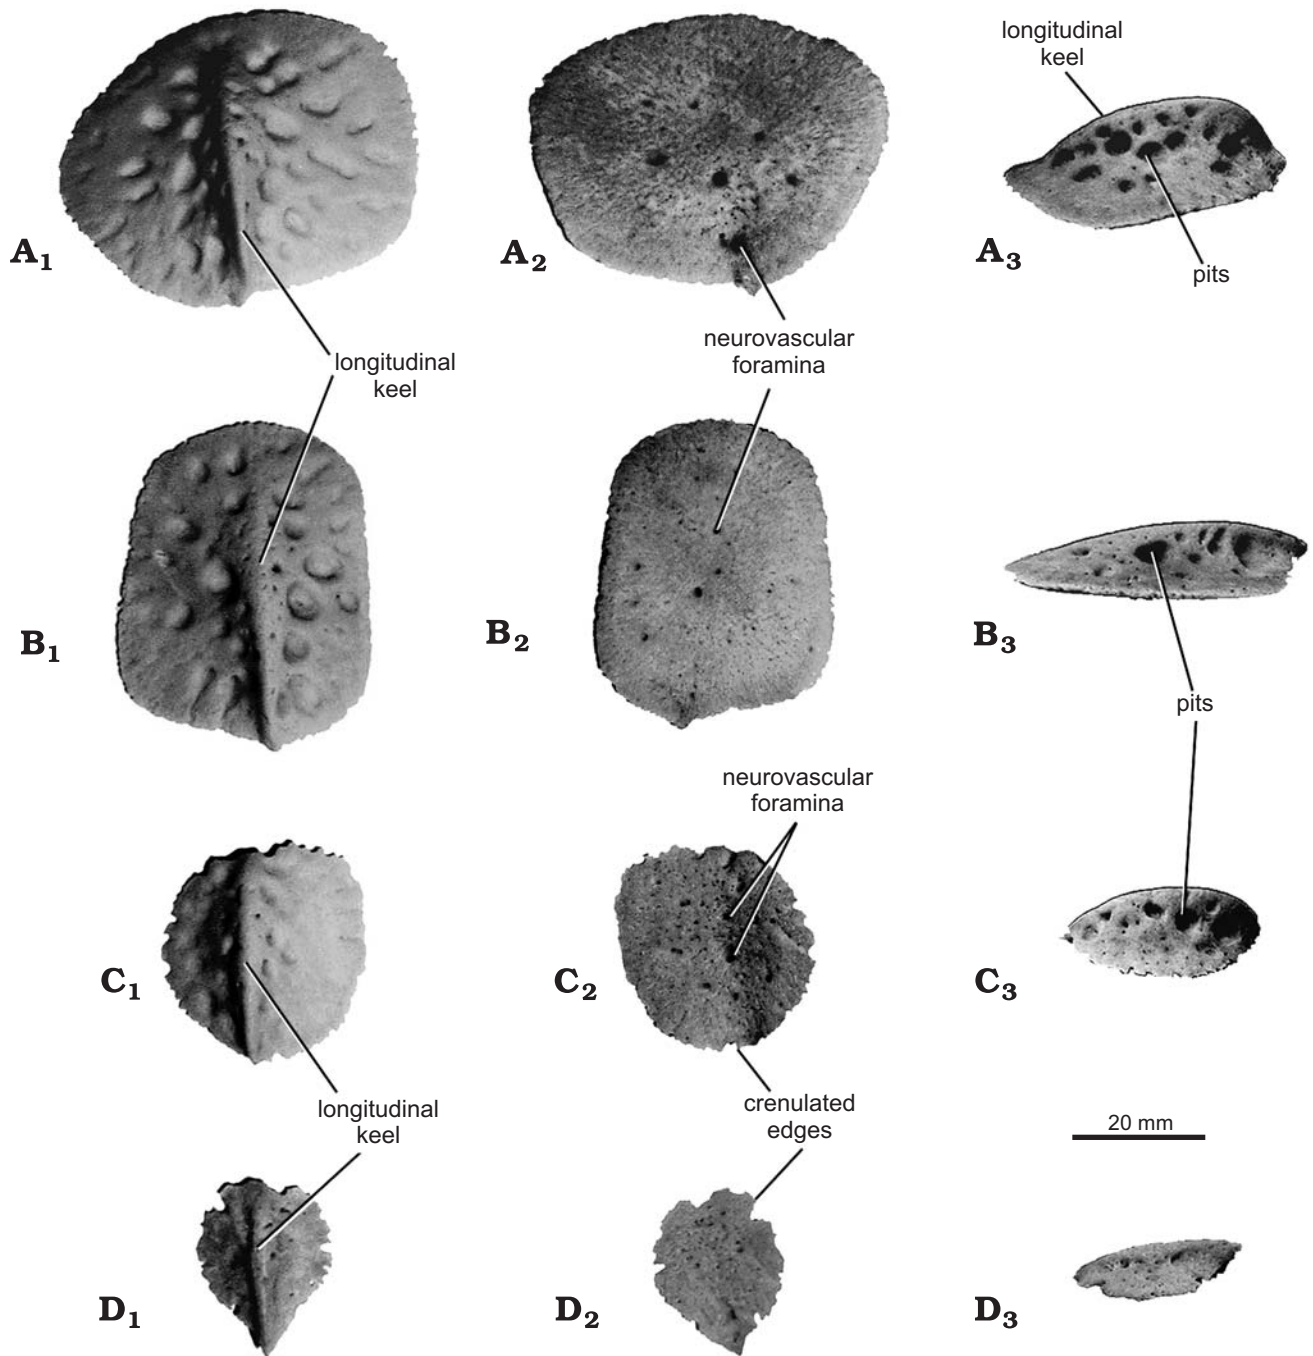 longitudinal
keel
A1
A2
A3
pits
neurovascular
foramina
longitudinal
keel
B1
B2
B3
pits
neurovascular
foramina
C1
C2
C3
longitudinal
keel
crenulated
edges
20 mm
D1
D2
D3